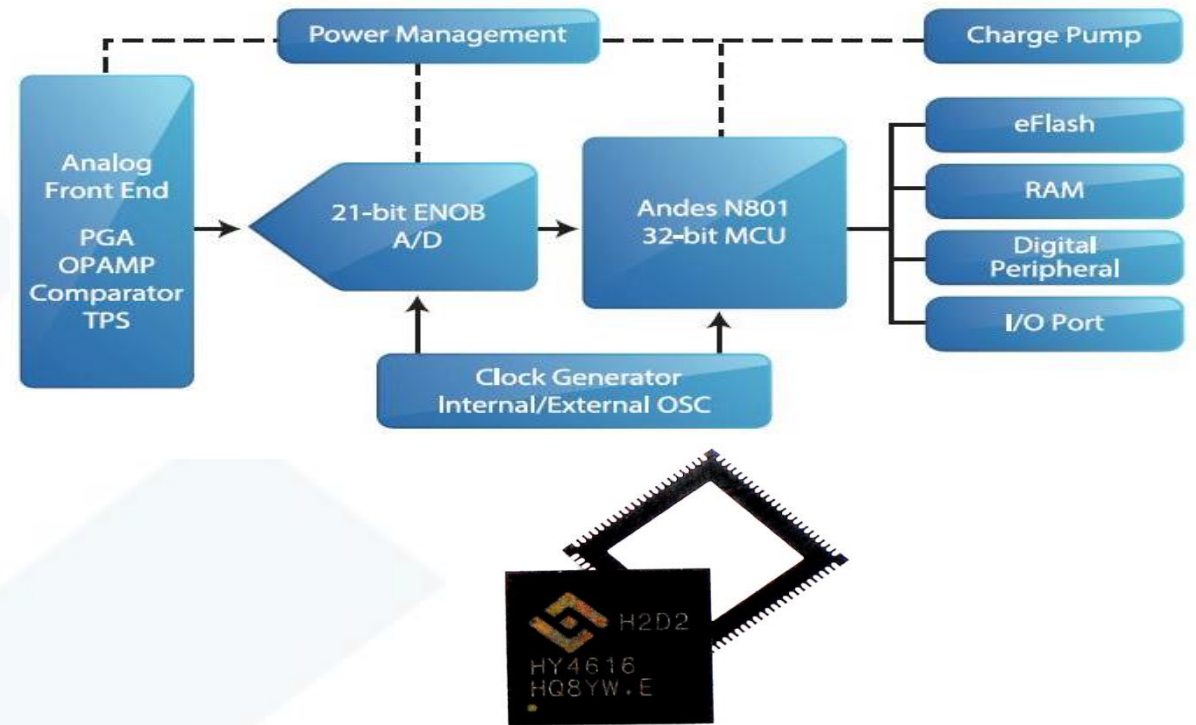 Power Management
Charge Pump
Analog
Front End
PGA
OPAMP
Comparator
TPS
21-bit ENOB
A/D
Andes N801
32-bit MCU
eFlash
RAM
Digital
Peripheral
I/O Port
Clock Generator
Internal/External OSC
H2D2
HY4616
HQ8YW.E